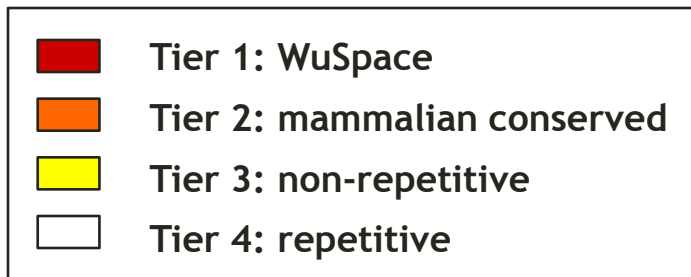 Tier 1: WuSpace
Tier 2: mammalian conserved
Tier 3: non-repetitive
Tier 4: repetitive